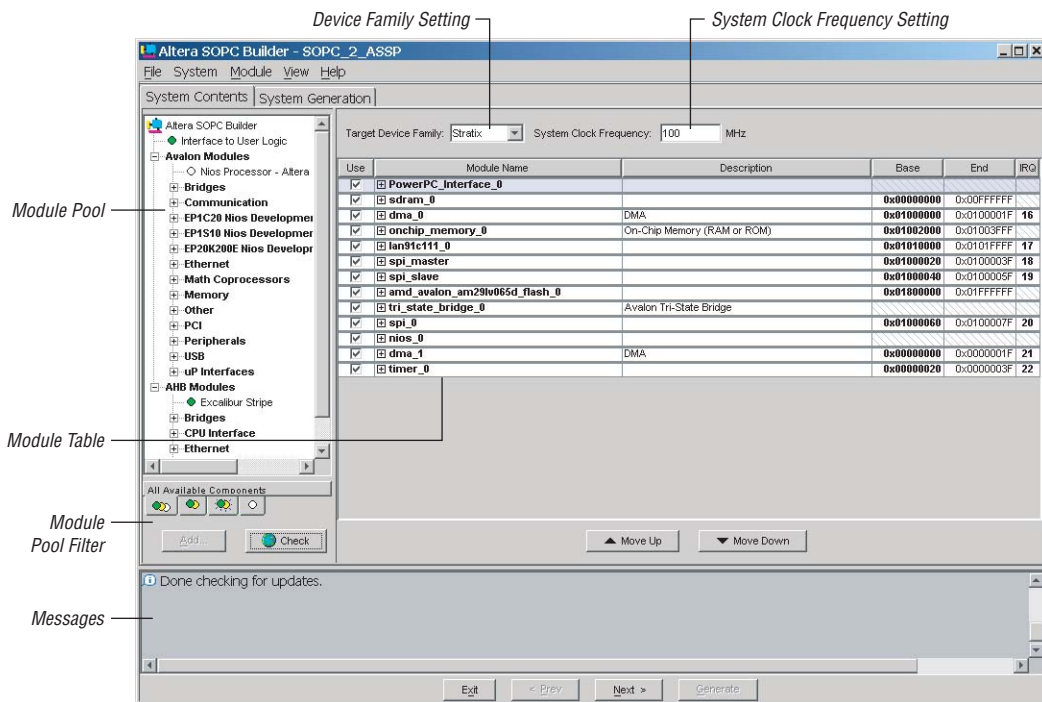 Device Family Setting
System Clock Frequency Setting
Altera SOPC Builder - SOPC_2_ASSP
File System Module View Help
System Contents System Generation
Altera SOPC Builder
Interface to User Logic
Avalon Modules
Nios Processor - Altera
Bridges
Communication
EP1C20 Nios Developmer
EP1S10 Nios Developmer
EP20K200E Nios Developr
Ethernet
Math Coprocessors
Memory
Other
PCI
Peripherals
USB
uP Interfaces
AHB Modules
Excalibur Stripe
Bridges
CPU Interface
Ethernet
All Available Components
Add...
Check
Module Pool
Module Table
Module
Pool Filter
Messages
Target Device Family: Stratix System Clock Frequency: 100 MHz
Use Module Name Description Base End IRQ
PowerPC_Interface_0
sdram_0 0x00000000 0x00FFFFFF
dma_0 DMA 0x01000000 0x0100001F 16
onchip_memory_0 On-Chip Memory (RAM or ROM) 0x01002000 0x01003FFF
lan91c111_0 0x01010000 0x0101FFFF 17
spi_master 0x01000020 0x0100003F 18
spi_slave 0x01000040 0x0100005F 19
amd_avalon_am29lv065d_flash_0 0x01800000 0x01FFFFFF
tri_state_bridge_0 Avalon Tri-State Bridge
spi_0 0x01000060 0x0100007F 20
nios_0
dma_1 DMA 0x00000000 0x0000001F 21
timer_0 0x00000020 0x0000003F 22
Move Up Move Down
Done checking for updates.
Exit < Prev Next > Generate